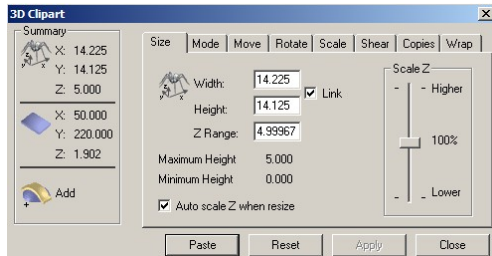 3D Clipart
Summary
X: 14.225
Y: 14.125
Z: 5.000
X: 50.000
Y: 220.000
Z: 1.902
Add
Size Mode Move Rotate Scale Shear Copies Wrap
Width: 14.225
Link
Height: 14.125
Z Range: 4.99967
Maximum Height 5.000
Minimum Height 0.000
Auto scale Z when resize
Scale Z
Higher
100%
Lower
Paste Reset Apply Close